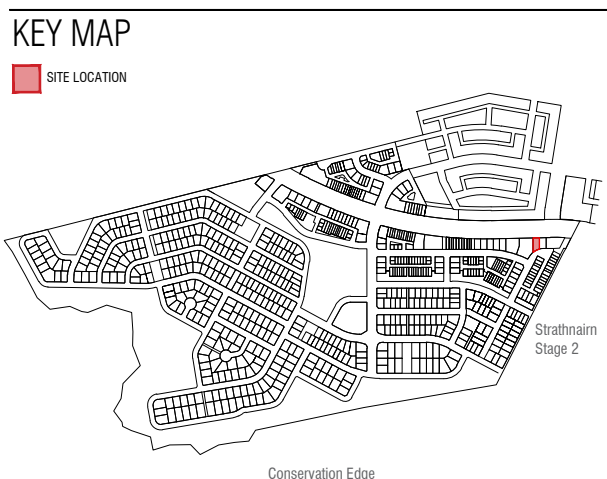 KEY MAP
SITE LOCATION
Strathnairn
Stage 2
Conservation Edge